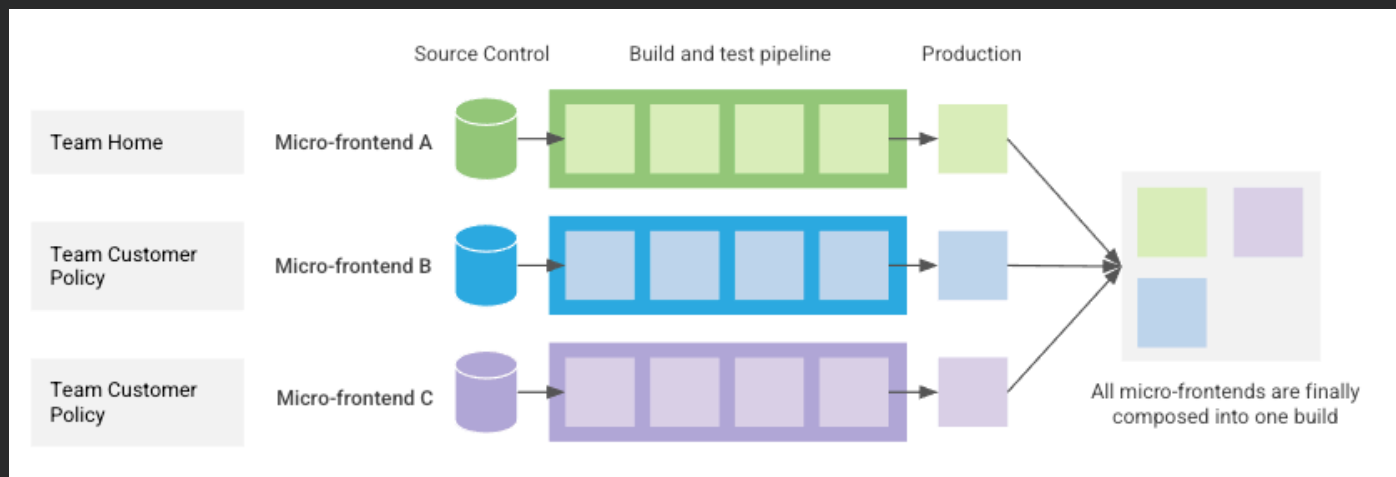 Source Control
Build and test pipeline
Production
Team Home
Micro-frontend A
Team Customer
Policy
Micro-frontend B
Team Customer
Policy
Micro-frontend C
All micro-frontends are finally
composed into one build